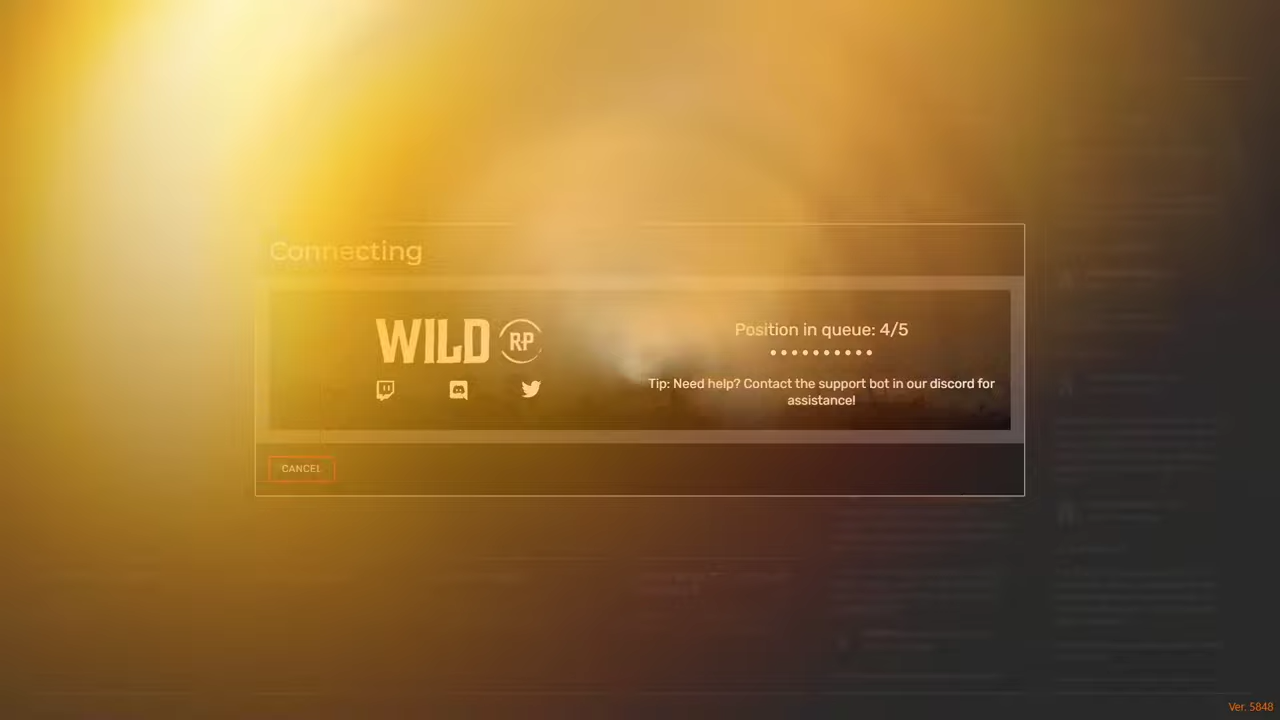 Connecting
WILD RP
Position in queue: 4/5
Tip: Need help? Contact the support bot in our discord for
assistance!
CANCEL
Ver. 5848